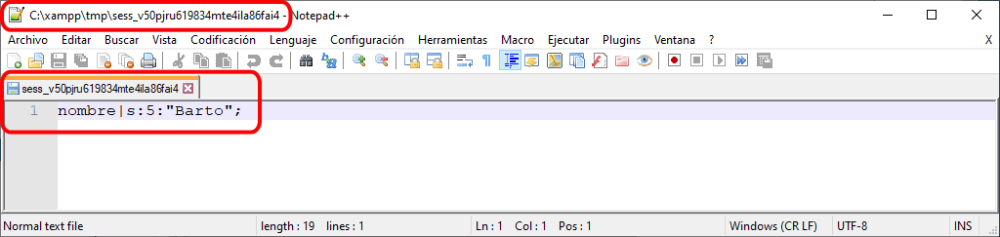 C:\xampp\tmp\sess_v50pjru619834mte4ila86fai4 - Notepad++
Archivo Editar Buscar Vista Codificación Lenguaje Configuración Herramientas Macro Ejecutar Plugins Ventana ? X
sess_v50pjru619834mte4ila86fai4
1 nombre|s:5:"Barto";
Normal text file length : 19 lines : 1 Ln : 1 Col : 1 Pos : 1 Windows (CR LF) UTF-8 INS